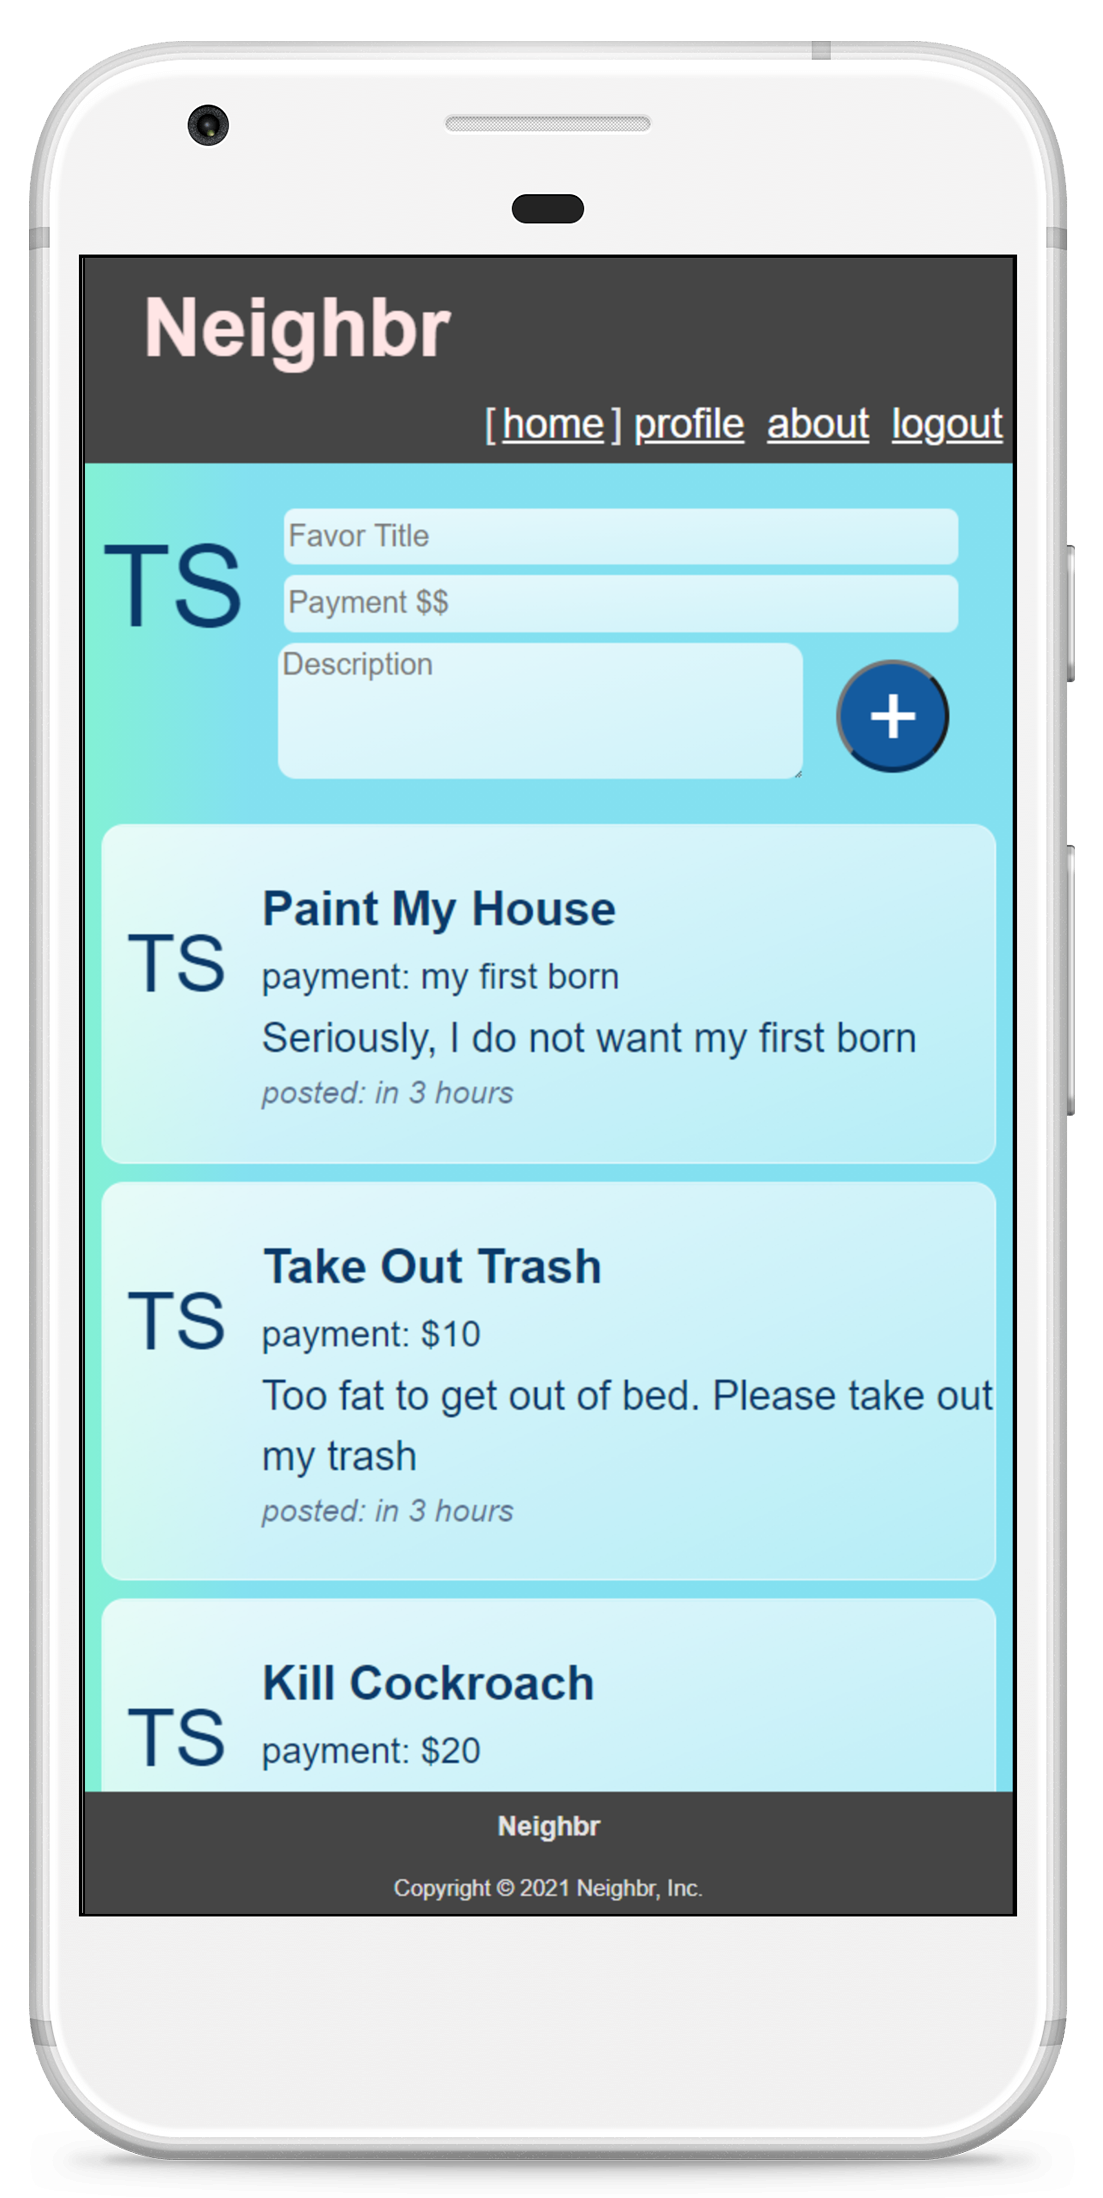 Neighbr
[ home ] profile about logout
TS
Favor Title
Payment $$
Description
+
TS
Paint My House
payment: my first born
Seriously, I do not want my first born
posted: in 3 hours
TS
Take Out Trash
payment: $10
Too fat to get out of bed. Please take out
my trash
posted: in 3 hours
TS
Kill Cockroach
payment: $20
Neighbr
Copyright © 2021 Neighbr, Inc.